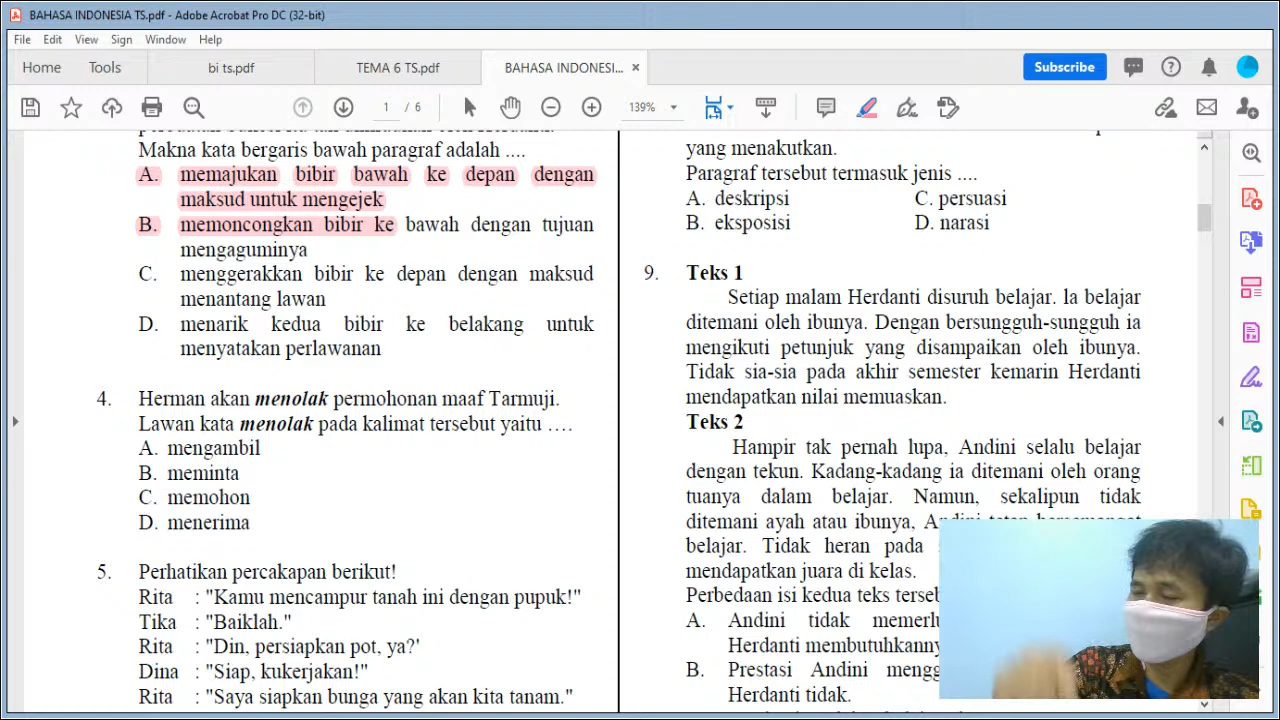 BAHASA INDONESIA TS.pdf - Adobe Acrobat Pro DC (32-bit)
File Edit View Sign Window Help
Home Tools bi ts.pdf TEMA 6 TS.pdf BAHASA INDONESI... × Subscribe
1 / 6 139%
Makna kata bergaris bawah paragraf adalah ....
A. memajukan bibir bawah ke depan dengan
maksud untuk mengejek
B. memoncongkan bibir ke bawah dengan tujuan
mengaguminya
C. menggerakkan bibir ke depan dengan maksud
menantang lawan
D. menarik kedua bibir ke belakang untuk
menyatakan perlawanan
4. Herman akan menolak permohonan maaf Tarmuji.
Lawan kata menolak pada kalimat tersebut yaitu ....
A. mengambil
B. meminta
C. memohon
D. menerima
5. Perhatikan percakapan berikut!
Rita : "Kamu mencampur tanah ini dengan pupuk!"
Tika : "Baiklah."
Rita : "Din, persiapkan pot, ya?'
Dina : "Siap, kukerjakan!"
Rita : "Saya siapkan bunga yang akan kita tanam."
yang menakutkan.
Paragraf tersebut termasuk jenis ....
A. deskripsi C. persuasi
B. eksposisi D. narasi
9. Teks 1
Setiap malam Herdanti disuruh belajar. la belajar
ditemani oleh ibunya. Dengan bersungguh-sungguh ia
mengikuti petunjuk yang disampaikan oleh ibunya.
Tidak sia-sia pada akhir semester kemarin Herdanti
mendapatkan nilai memuaskan.
Teks 2
Hampir tak pernah lupa, Andini selalu belajar
dengan tekun. Kadang-kadang ia ditemani oleh orang
tuanya dalam belajar. Namun, sekalipun tidak
ditemani ayah atau ibunya,
belajar. Tidak heran pada
mendapatkan juara di kelas.
Perbedaan isi kedua teks
A. Andini tidak
Herdanti
B. Prestasi Andini
Herdanti tidak.